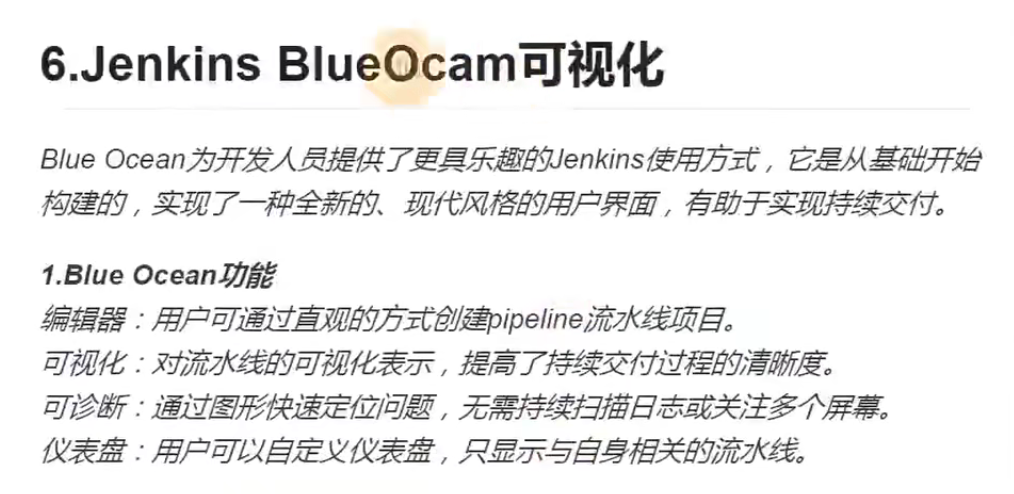 6.Jenkins BlueOcam可视化
Blue Ocean为开发人员提供了更具乐趣的Jenkins使用方式，它是从基础开始
构建的，实现了一种全新的、现代风格的用户界面，有助于实现持续交付。
1.Blue Ocean功能
编辑器：用户可通过直观的方式创建pipeline流水线项目。
可视化：对流水线的可视化表示，提高了持续交付过程的清晰度。
可诊断：通过图形快速定位问题，无需持续扫描日志或关注多个屏幕。
仪表盘：用户可以自定义仪表盘，只显示与自身相关的流水线。